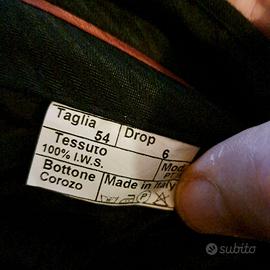 Taglia 54 Drop 6
Tessuto
100% I.W.S.
Bottone
Corozo
Mod
Made in Italy
P
subito